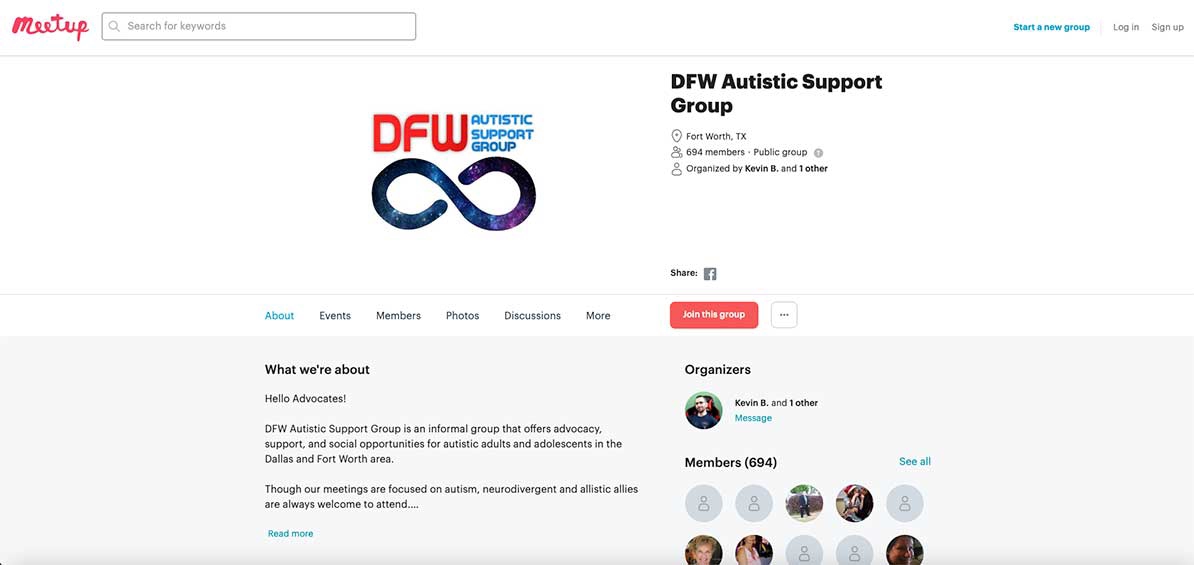 Meetup
Search for keywords
Start a new group
Log in
Sign up
DFW AUTISTIC
SUPPORT
GROUP
DFW Autistic Support
Group
Fort Worth, TX
694 members · Public group ?
Organized by Kevin B. and 1 other
Share:
About
Events
Members
Photos
Discussions
More
Join this group
...
What we're about
Hello Advocates!
DFW Autistic Support Group is an informal group that offers advocacy,
support, and social opportunities for autistic adults and adolescents in the
Dallas and Fort Worth area.
Though our meetings are focused on autism, neurodivergent and allistic allies
are always welcome to attend....
Read more
Organizers
Kevin B. and 1 other
Message
Members (694)
See all